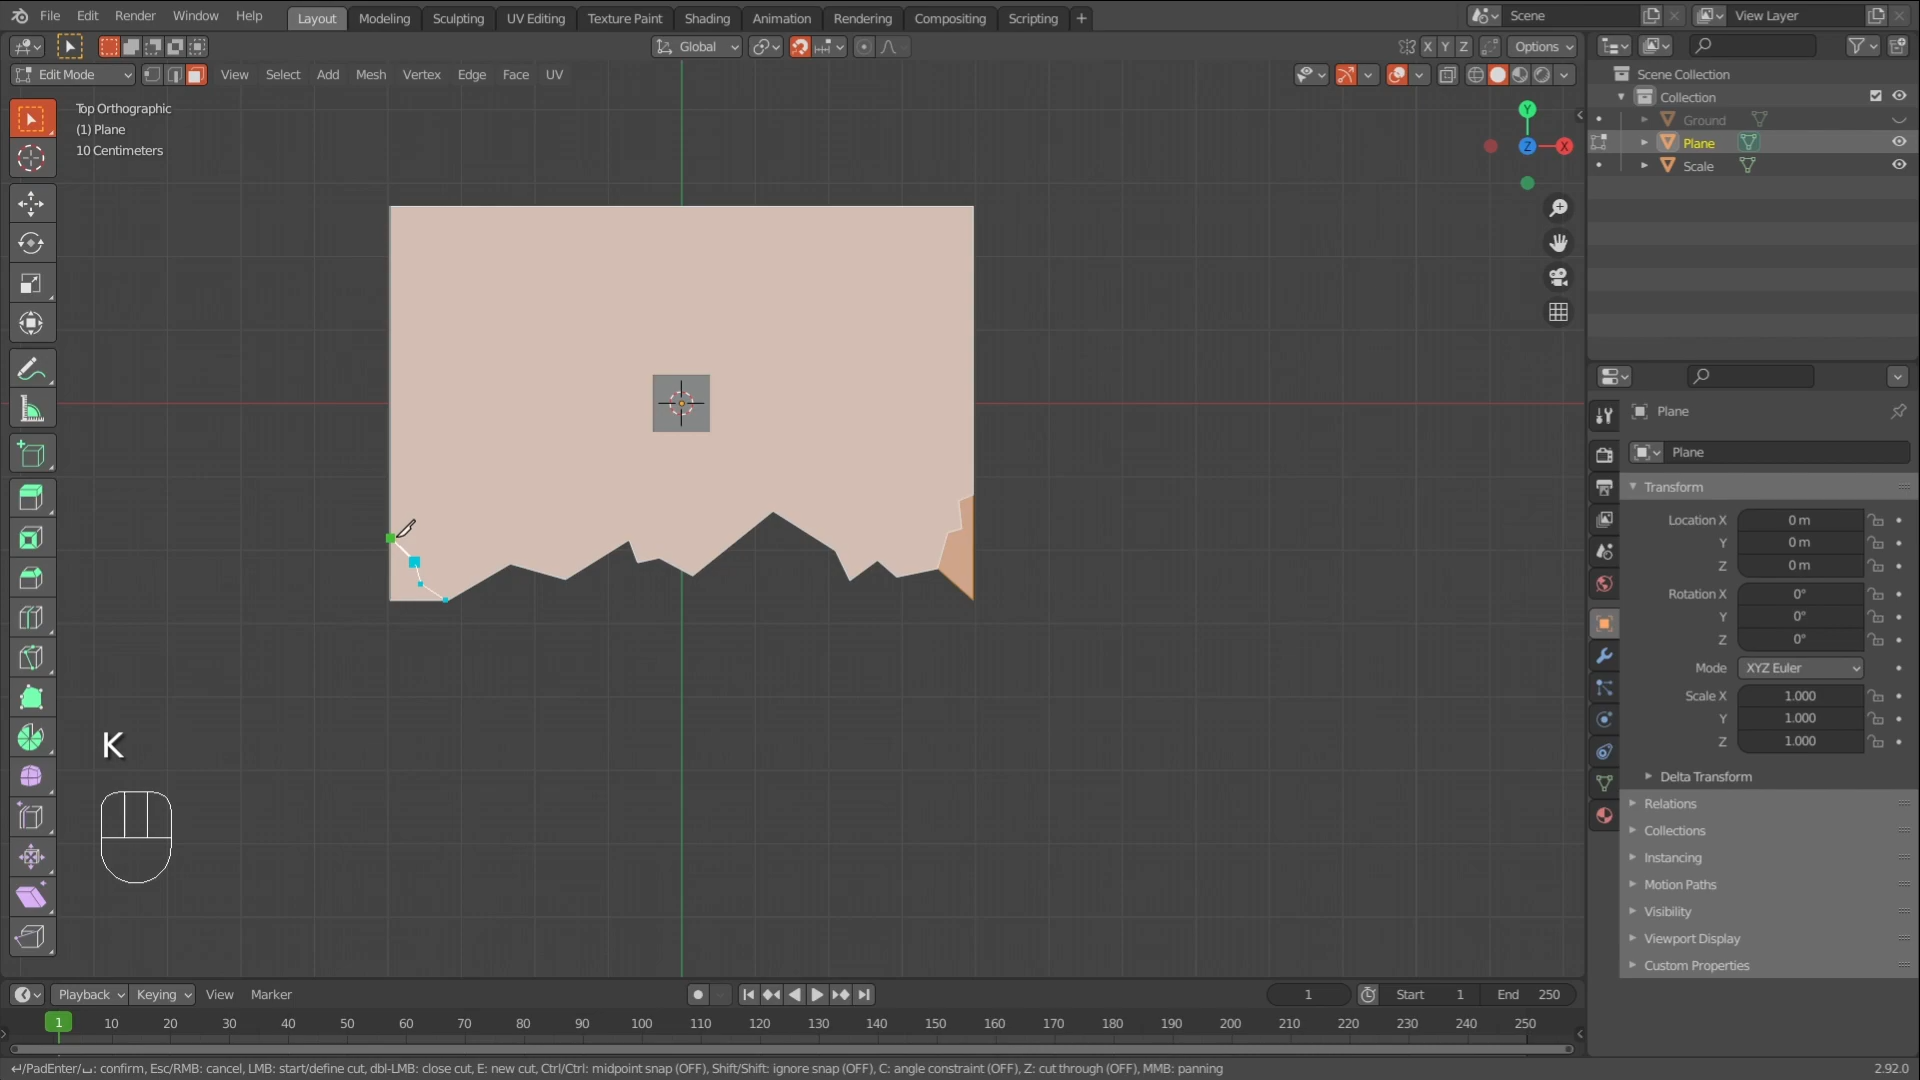 File Edit Render Window Help Layout Modeling Sculpting UV Editing Texture Paint Shading Animation Rendering Compositing Scripting + Scene View Layer
Global X Y Z Options
Edit Mode View Select Add Mesh Vertex Edge Face UV
Top Orthographic
(1) Plane
10 Centimeters
Y
Z X
K
Scene Collection
Collection
Ground
Plane
Scale
Plane
Plane
Transform
Location X 0 m
Y 0 m
Z 0 m
Rotation X 0°
Y 0°
Z 0°
Mode XYZ Euler
Scale X 1.000
Y 1.000
Z 1.000
Delta Transform
Relations
Collections
Instancing
Motion Paths
Visibility
Viewport Display
Custom Properties
Playback Keying View Marker 1 Start 1 End 250
1 10 20 30 40 50 60 70 80 90 100 110 120 130 140 150 160 170 180 190 200 210 220 230 240 250
/PadEnter/: confirm, Esc/RMB: cancel, LMB: start/define cut, dbl-LMB: close cut, E: new cut, Ctrl/Ctrl: midpoint snap (OFF), Shift/Shift: ignore snap (OFF), C: angle constraint (OFF), Z: cut through (OFF), MMB: panning 2.92.0